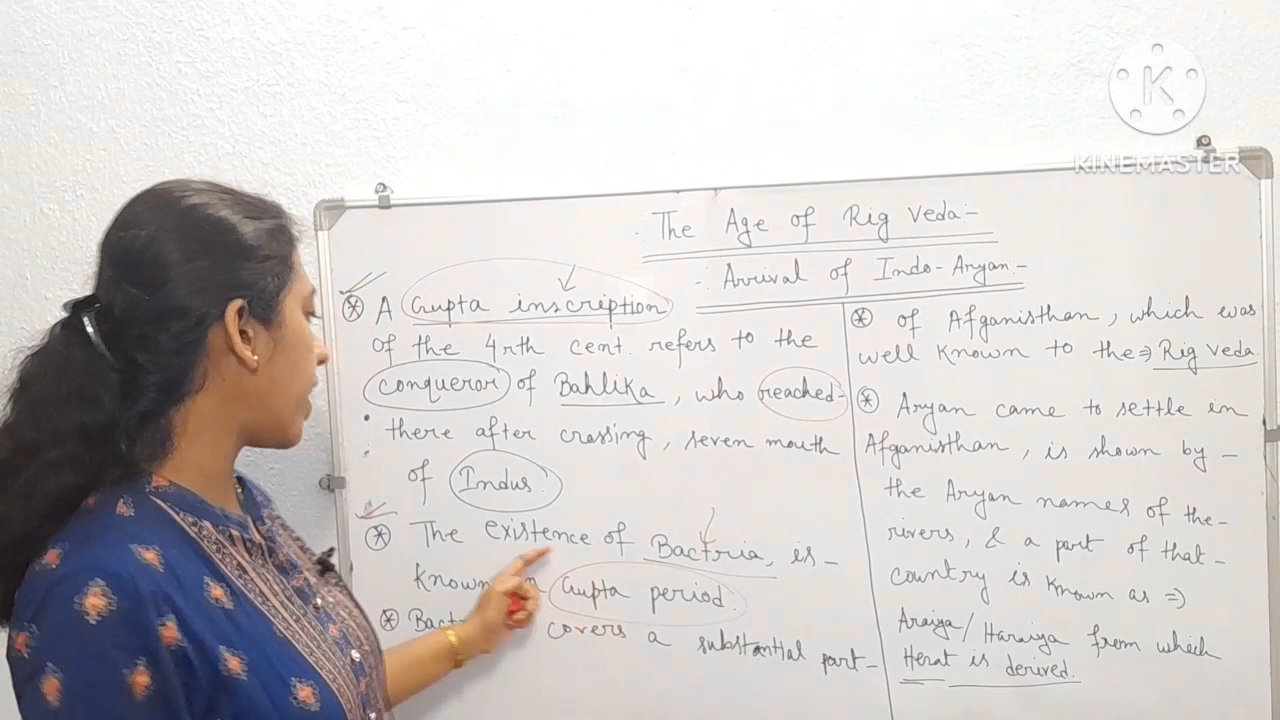 KINEMASTER
The Age of Rig Veda:-
Arrival of Indo-Aryan:-
A Gupta inscription
of the 4rth cent. refers to the
conqueror of Bahlika, who reached-
there after crossing, seven mouth
of Indus.
The existence of Bactria, is-
known Gupta period.
covers a substantial part-
of Afganisthan, which was
well known to the => Rig Veda.
Aryan came to settle in
Afganisthan, is shown by-
the Aryan names of the-
rivers, & a part of that-
country is known as =>
Araiya/Haraiya from which
Herat is derived.